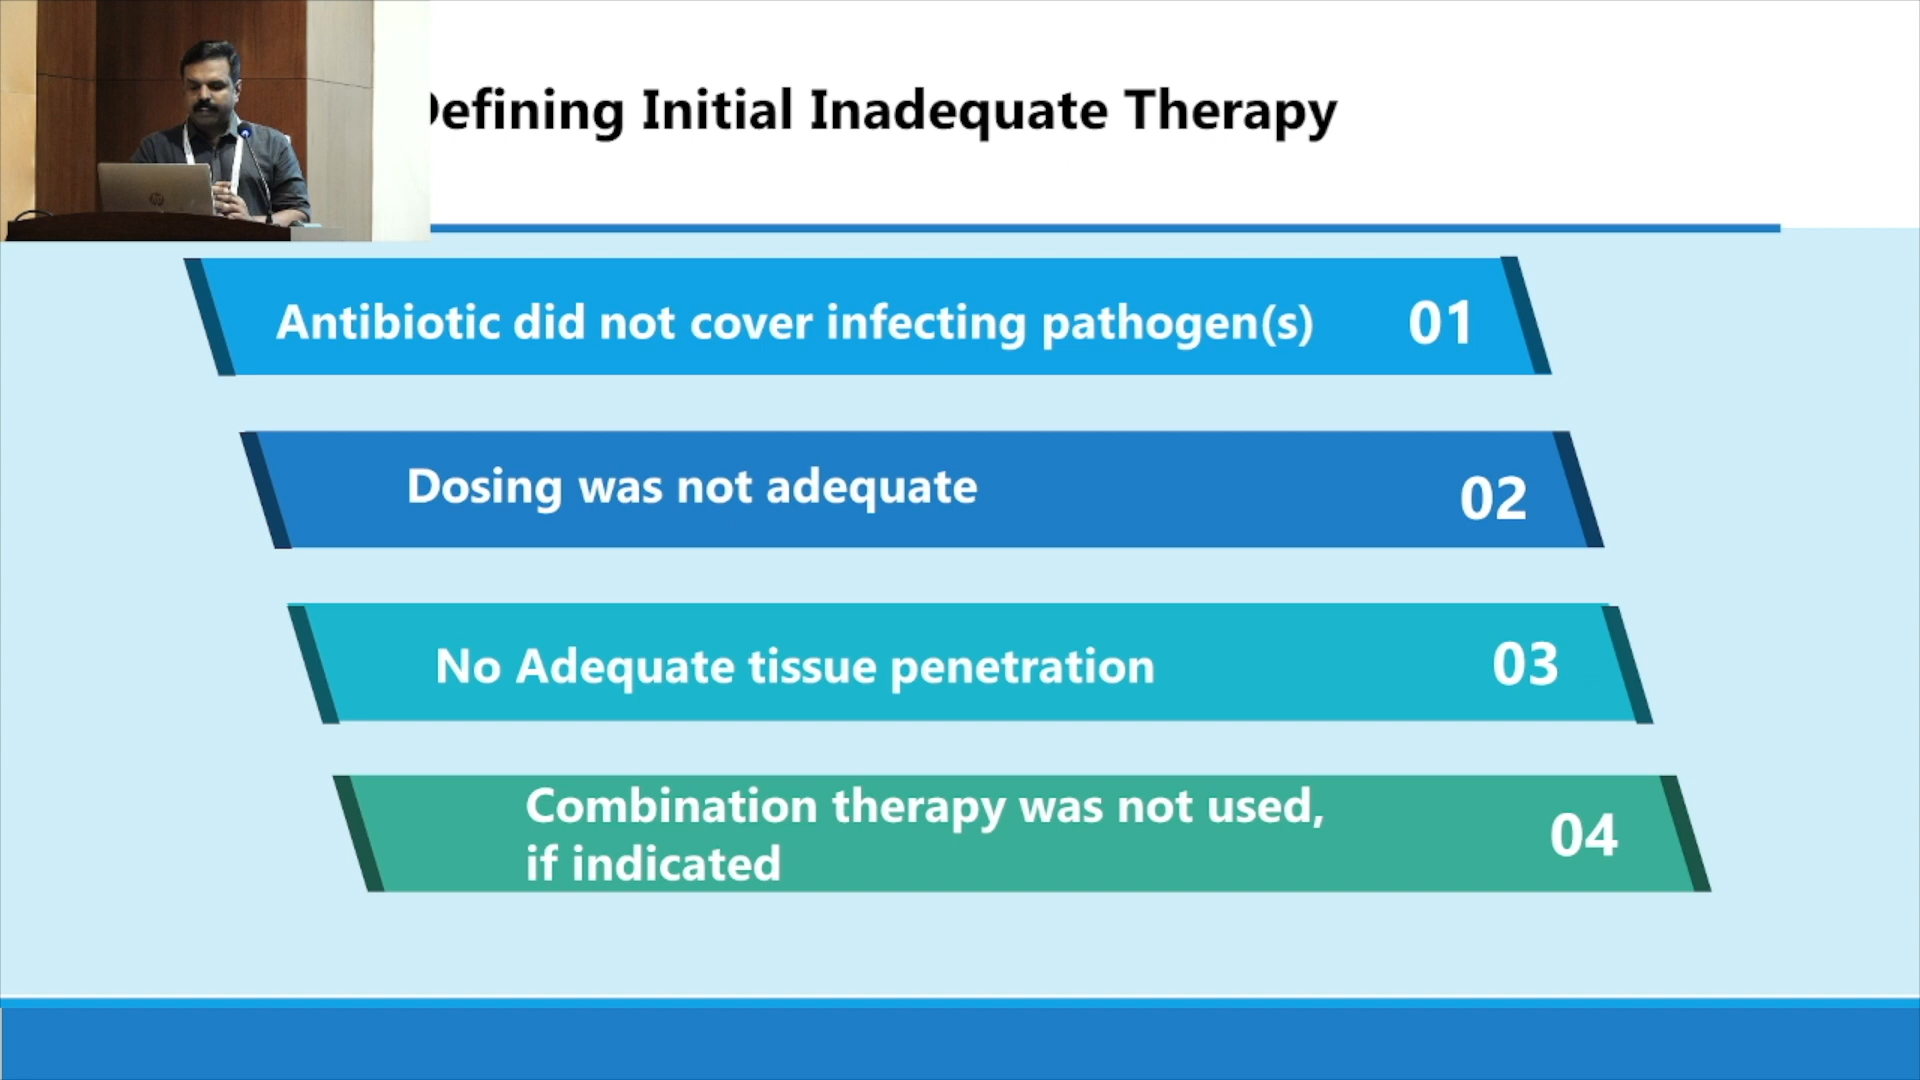 Defining Initial Inadequate Therapy
Antibiotic did not cover infecting pathogen(s) 01
Dosing was not adequate 02
No Adequate tissue penetration 03
Combination therapy was not used,
if indicated
04